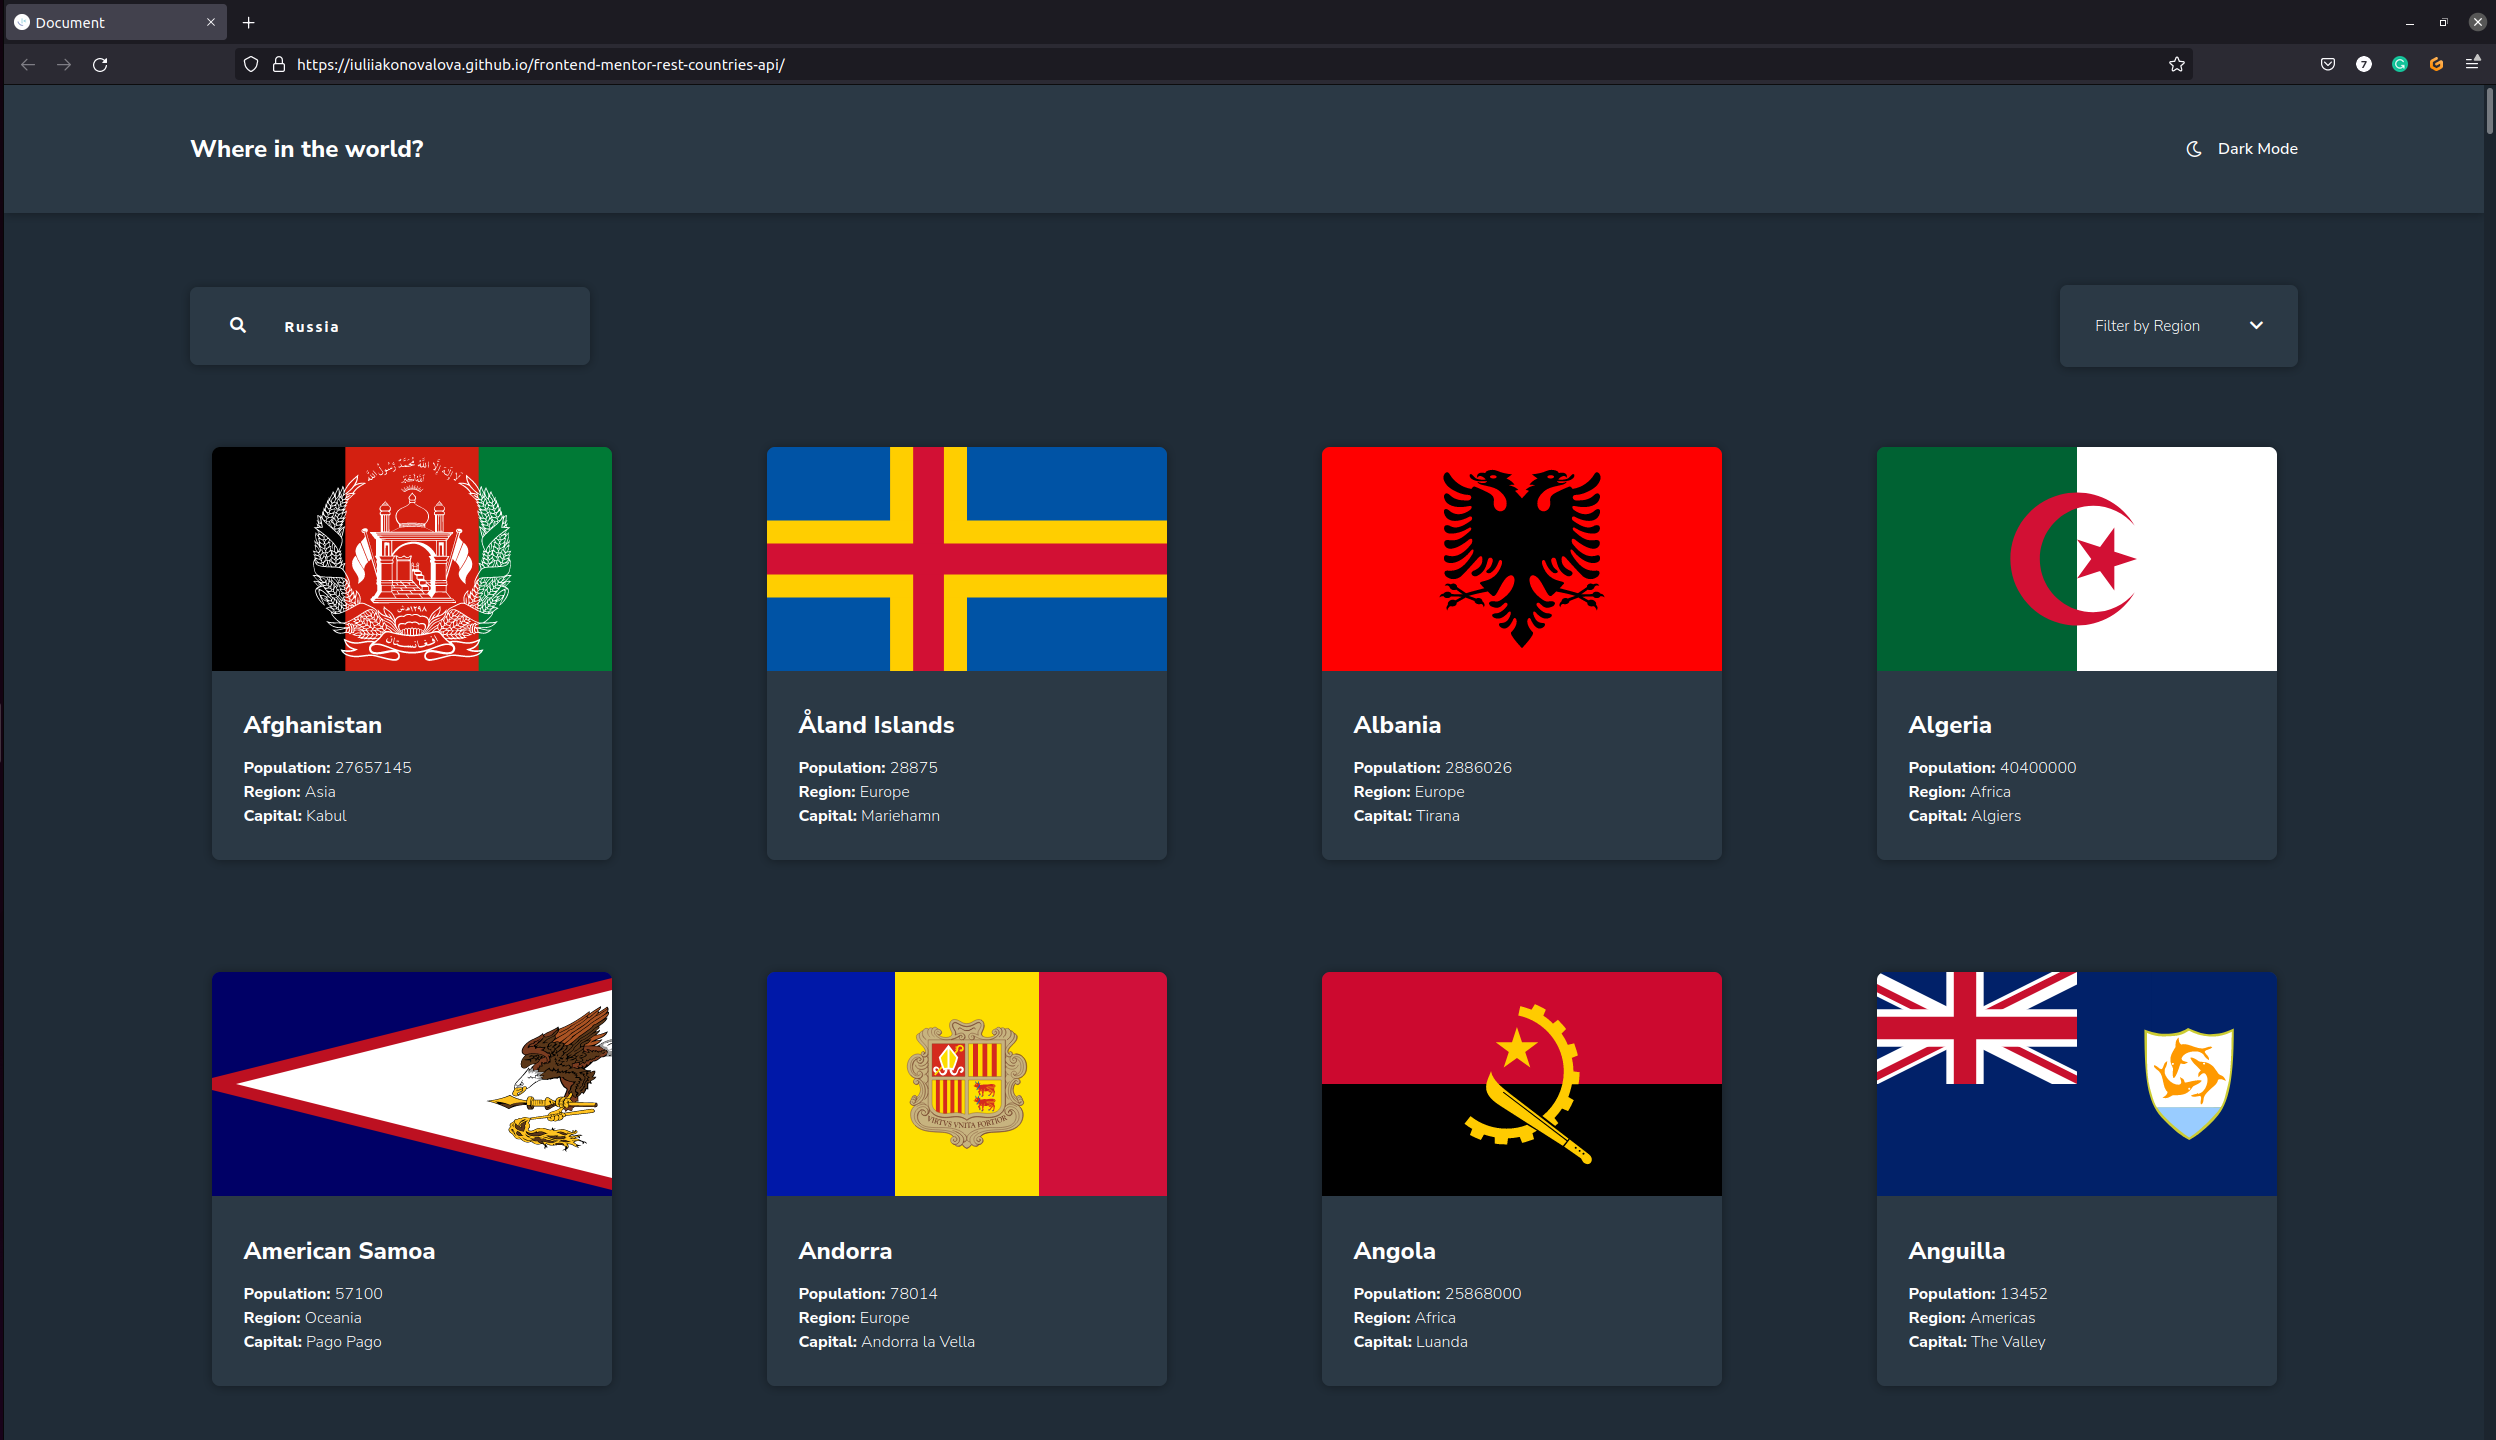 Document
https://iuliiakonovalova.github.io/frontend-mentor-rest-countries-api/
7
Where in the world?
Dark Mode
Russia
Filter by Region
Afghanistan
Population: 27657145
Region: Asia
Capital: Kabul
Åland Islands
Population: 28875
Region: Europe
Capital: Mariehamn
Albania
Population: 2886026
Region: Europe
Capital: Tirana
Algeria
Population: 40400000
Region: Africa
Capital: Algiers
VIRTVS VNITA FORTIOR
American Samoa
Population: 57100
Region: Oceania
Capital: Pago Pago
Andorra
Population: 78014
Region: Europe
Capital: Andorra la Vella
Angola
Population: 25868000
Region: Africa
Capital: Luanda
Anguilla
Population: 13452
Region: Americas
Capital: The Valley